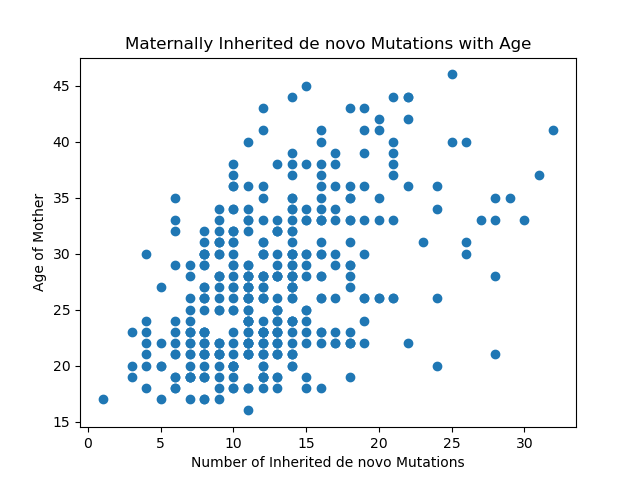 Maternally Inherited de novo Mutations with Age
45
40
35
30
25
20
15
Age of Mother
0 5 10 15 20 25 30
Number of Inherited de novo Mutations